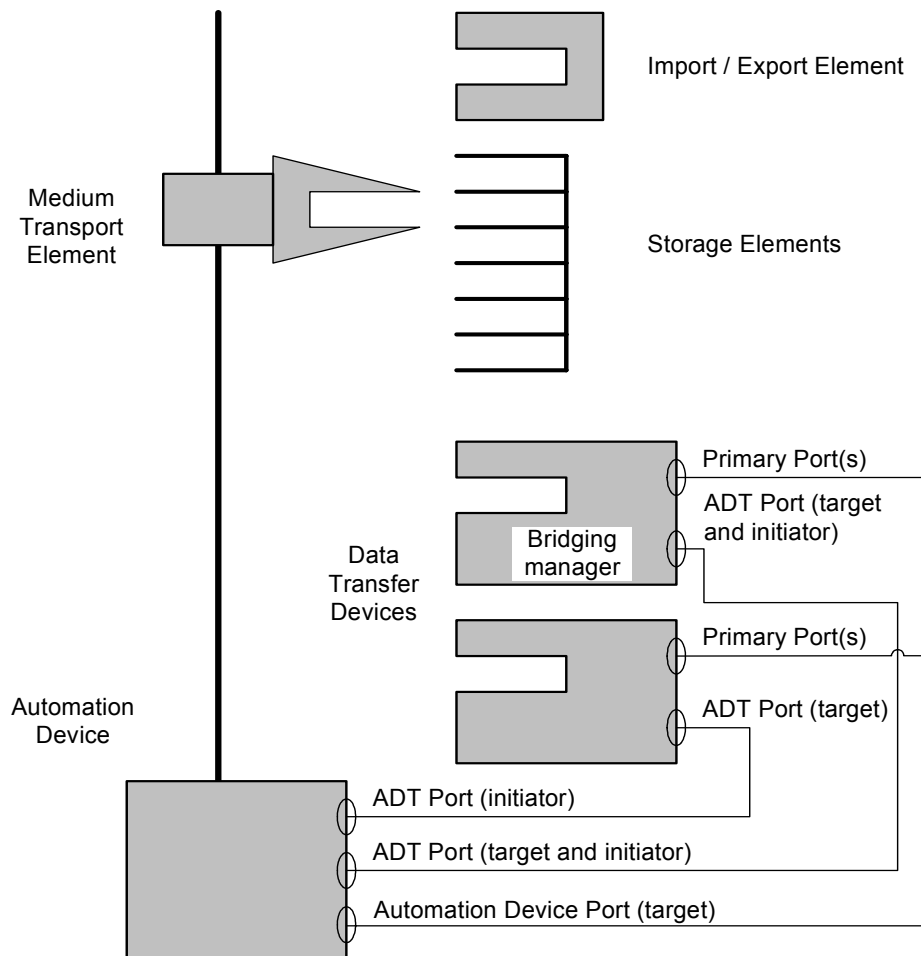 Import / Export Element
Medium
Transport
Element
Storage Elements
Primary Port(s)
ADT Port (target
and initiator)
Bridging
manager
Data
Transfer
Devices
Primary Port(s)
ADT Port (target)
Automation
Device
ADT Port (initiator)
ADT Port (target and initiator)
Automation Device Port (target)